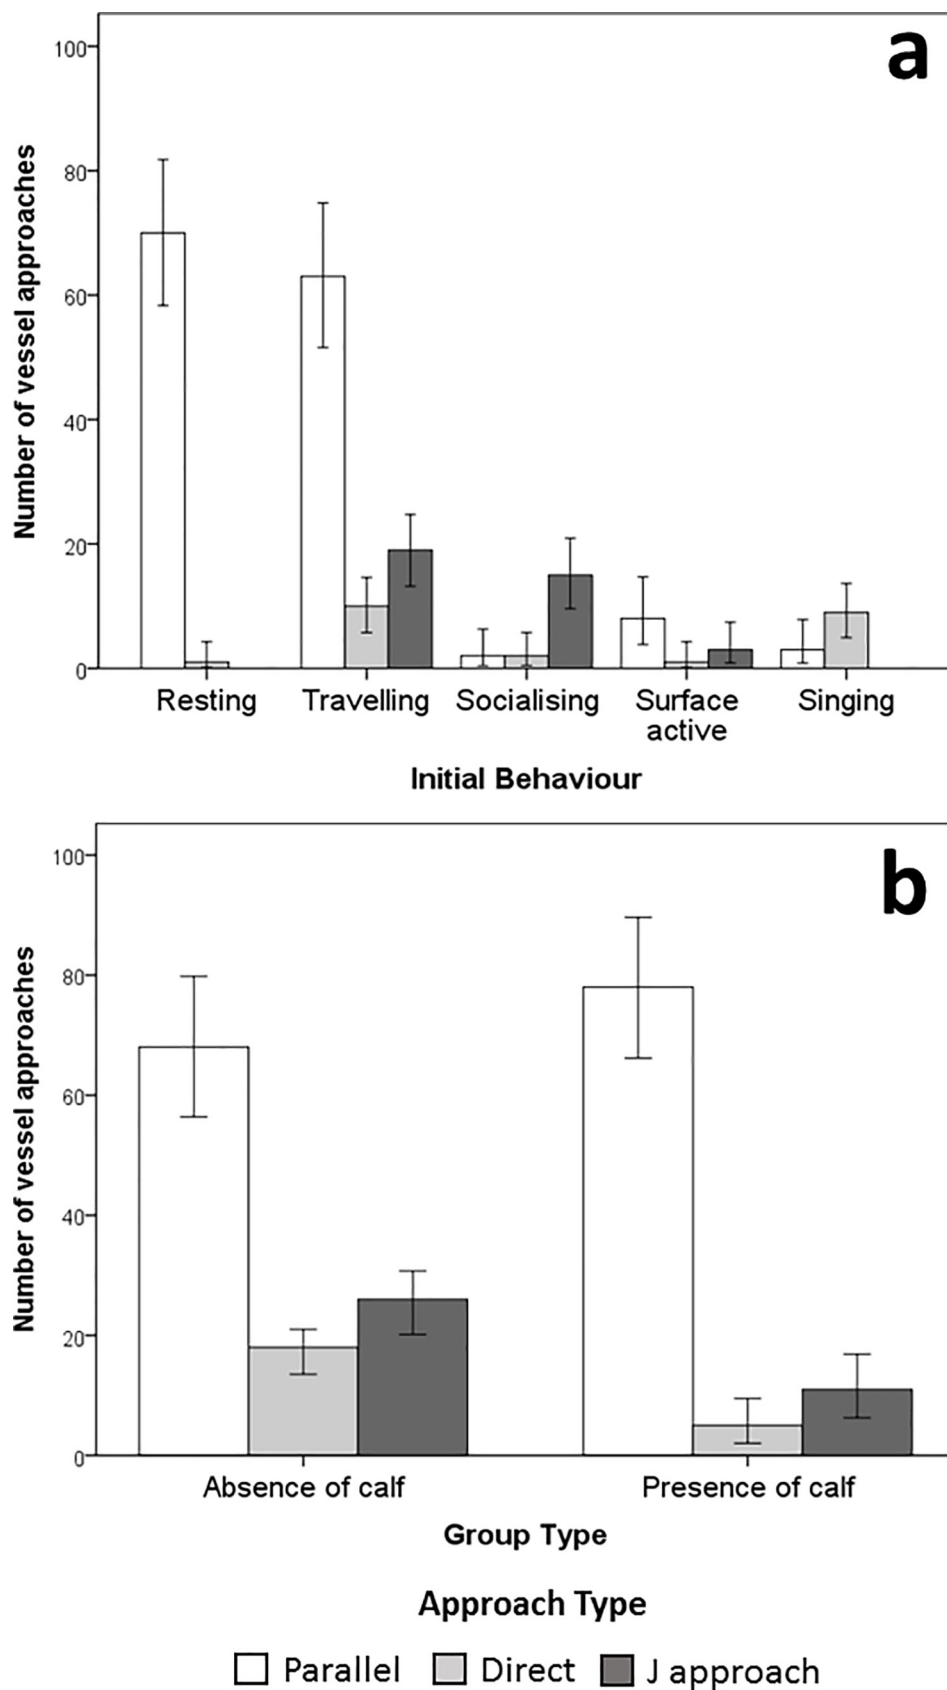 a
Number of vessel approaches
100
80
60
40
20
0
Resting Travelling Socialising Surface active Singing
Initial Behaviour
b
Number of vessel approaches
100
80
60
40
20
0
Absence of calf Presence of calf
Group Type
Approach Type
Parallel Direct J approach